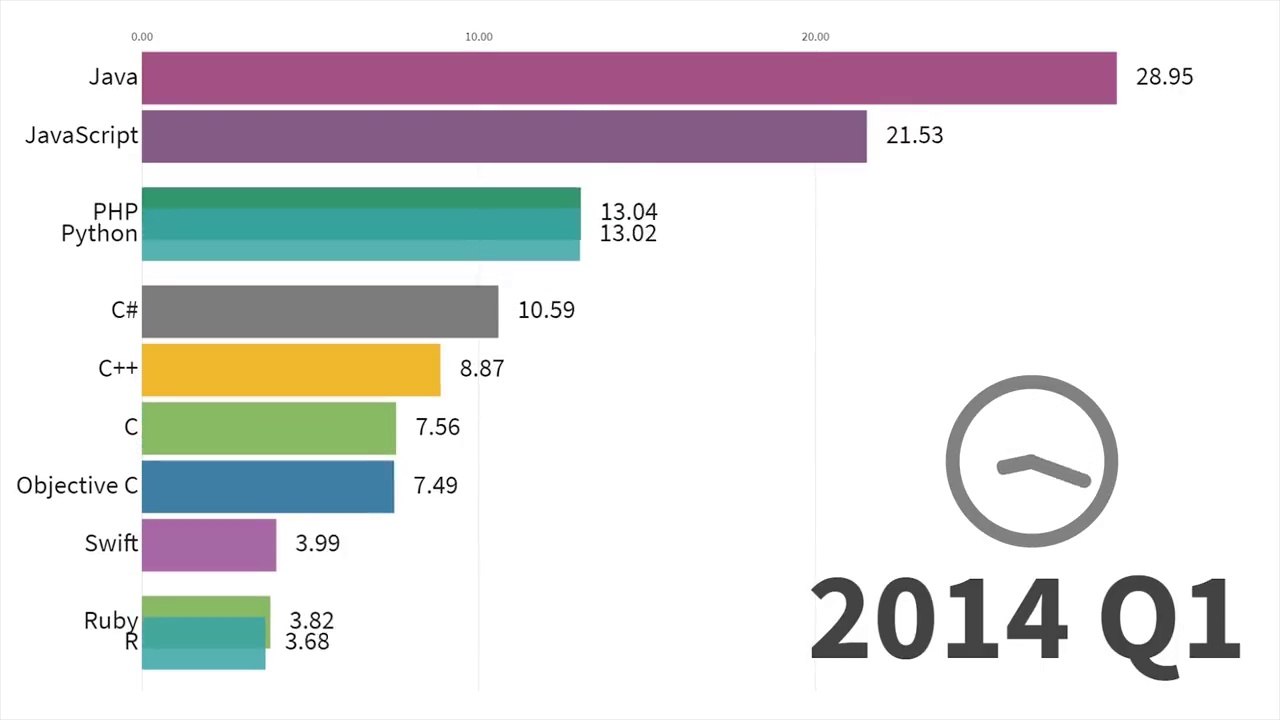 0.00 10.00 20.00
Java 28.95
JavaScript 21.53
PHP 13.04
Python 13.02
C# 10.59
C++ 8.87
C 7.56
Objective C 7.49
Swift 3.99
Ruby 3.82
R 3.68
2014 Q1